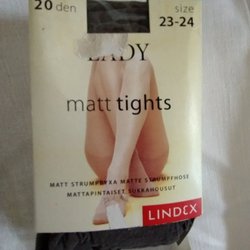 20 den
size
23-24
LADY
matt tights
MATT STRUMPBYXA MATTE STRUMPFHOSE
MATTAPINTAISET SUKKAHOUSUT
LINDEX